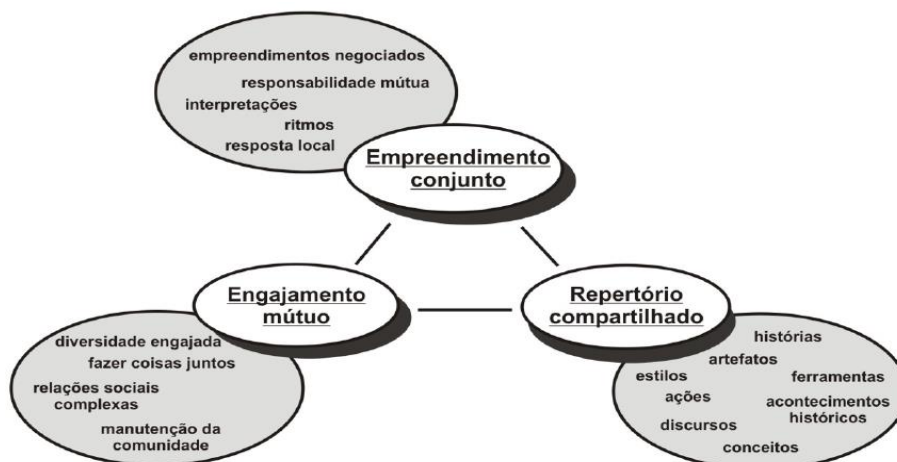 empreendimentos negociados
responsabilidade mútua
interpretações
ritmos
resposta local
Empreendimento
conjunto
Engajamento
mútuo
diversidade engajada
fazer coisas juntos
relações sociais
complexas
manutenção da
comunidade
Repertório
compartilhado
histórias
artefatos
estilos
ferramentas
ações
acontecimentos
históricos
discursos
conceitos